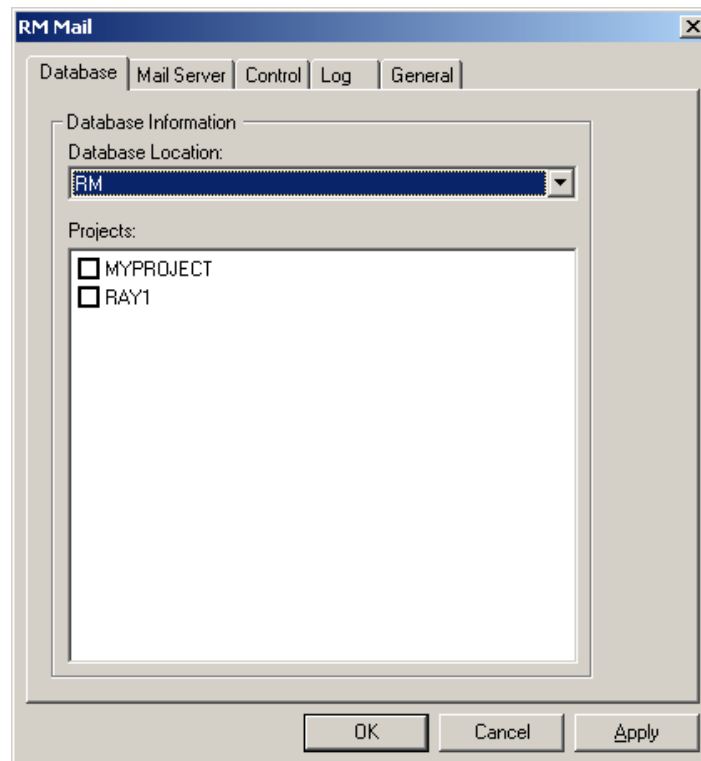 RM Mail
Database Mail Server Control Log General
Database Information
Database Location:
RM
Projects:
MYPROJECT
RAY1
OK Cancel Apply